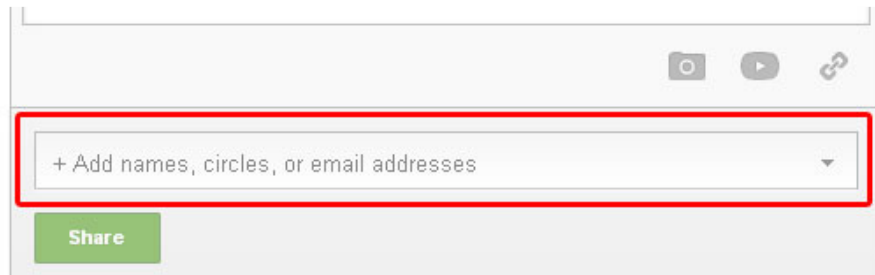 + Add names, circles, or email addresses
Share